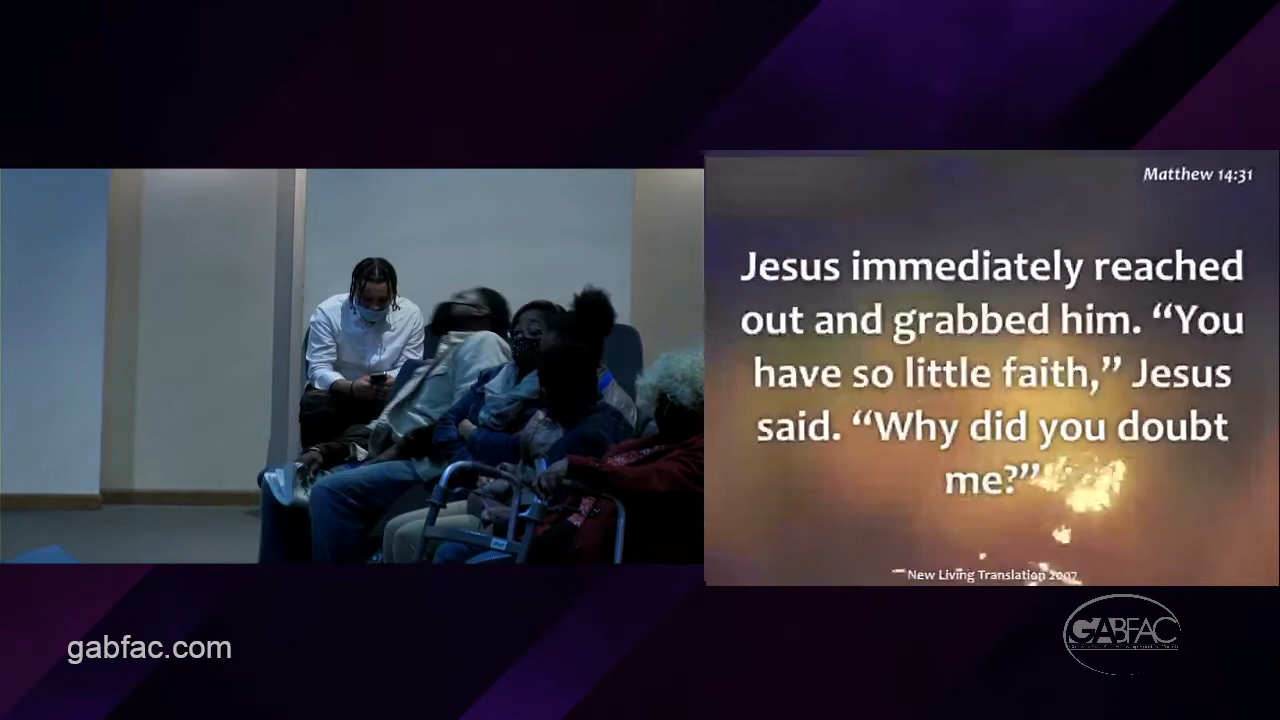 Matthew 14:31
Jesus immediately reached
out and grabbed him. “You
have so little faith,” Jesus
said. “Why did you doubt
me?”
New Living Translation 2007
gabfac.com
GABFAC